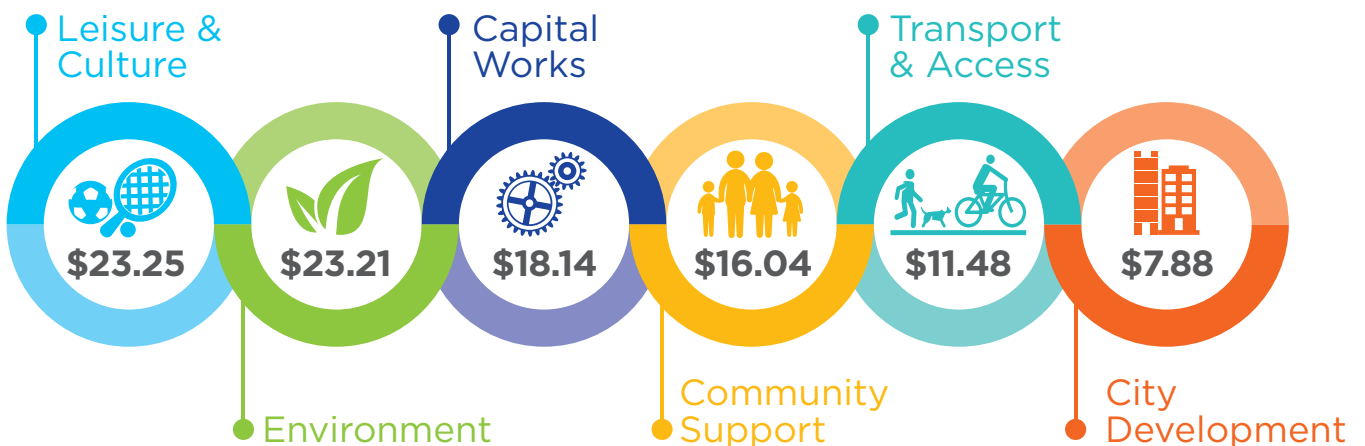 Leisure &
Culture
Capital
Works
Transport
& Access
$23.25
$23.21
$18.14
$16.04
$11.48
$7.88
Environment
Community
Support
City
Development